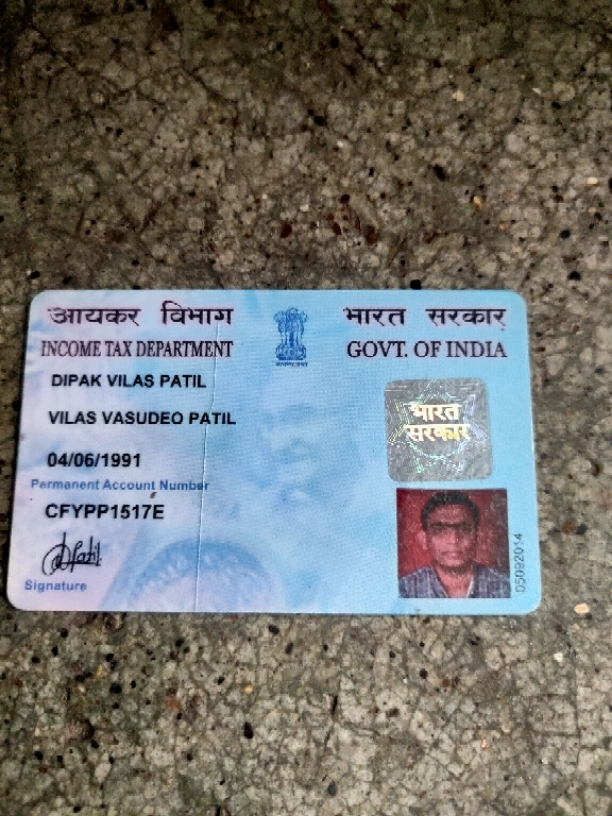 आयकर विभाग
INCOME TAX DEPARTMENT
भारत सरकार
GOVT. OF INDIA
DIPAK VILAS PATIL
VILAS VASUDEO PATIL
04/06/1991
Permanent Account Number
CFYPP1517E
Signature
भारत
सरकार
05092014